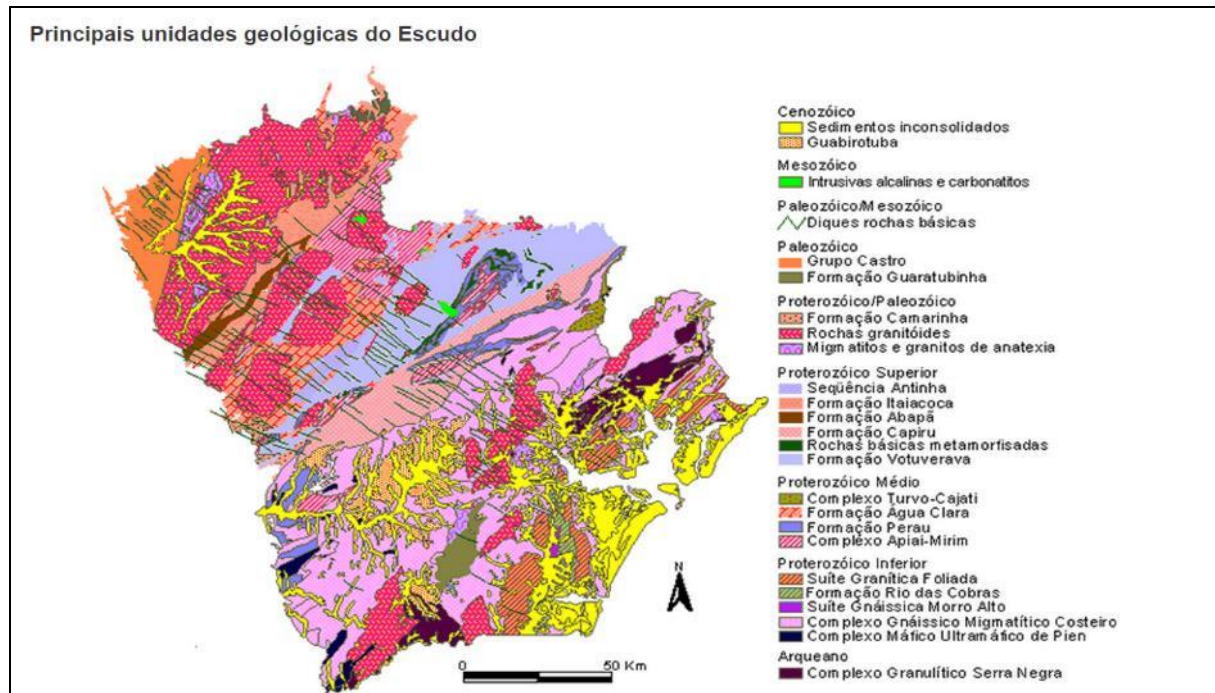 Principais unidades geológicas do Escudo
Cenozóico
Sedimentos inconsolidados
Guabirotuba
Mesozóico
Intrusivas alcalinas e carbonatitos
Paleozóico/Mesozóico
Diques rochas básicas
Paleozóico
Grupo Castro
Formação Guaratubinha
Proterozóico/Paleozóico
Formação Camarinha
Rochas granitóides
Migmatitos e granitos de anatexia
Proterozóico Superior
Seqüência Antinha
Formação Itaiacoca
Formação Abapã
Formação Capiru
Rochas básicas metamorfisadas
Formação Votuverava
Proterozóico Médio
Complexo Turvo-Cajati
Formação Água Clara
Formação Perau
Complexo Apiai-Mirim
Proterozóico Inferior
Suíte Granítica Foliada
Formação Rio das Cobras
Suíte Gnáissica Morro Alto
Complexo Gnáissico Migmatítico Costeiro
Complexo Máfico Ultramáfico de Pien
Arqueano
Complexo Granulítico Serra Negra
N
0 50 Km